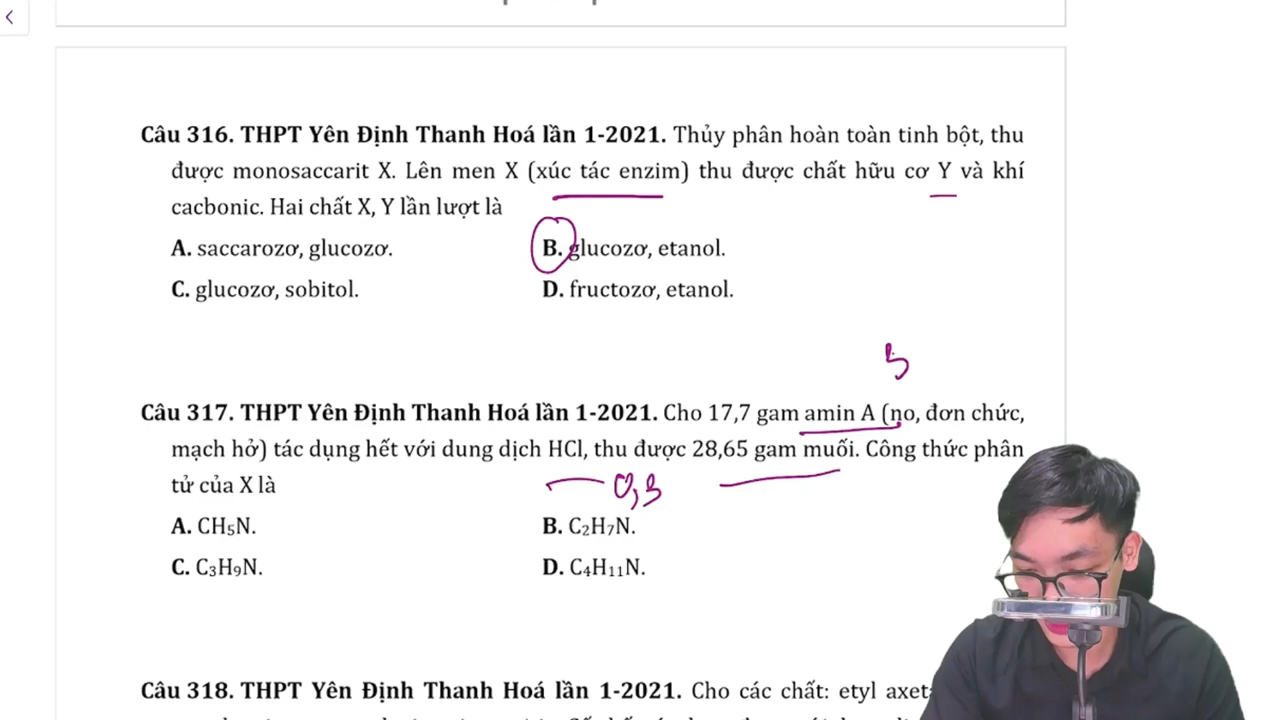 Câu 316. THPT Yên Định Thanh Hoá lần 1-2021. Thủy phân hoàn toàn tinh bột, thu
được monosaccarit X. Lên men X (xúc tác enzim) thu được chất hữu cơ Y và khí
cacbonic. Hai chất X, Y lần lượt là
A. saccarozơ, glucozơ. B. glucozơ, etanol.
C. glucozơ, sobitol. D. fructozơ, etanol.
Câu 317. THPT Yên Định Thanh Hoá lần 1-2021. Cho 17,7 gam amin A (no, đơn chức,
mạch hở) tác dụng hết với dung dịch HCl, thu được 28,65 gam muối. Công thức phân
tử của X là
0,3
A. CH₅N. B. C₂H₇N.
C. C₃H₉N. D. C₄H₁₁N.
Câu 318. THPT Yên Định Thanh Hoá lần 1-2021. Cho các chất: etyl